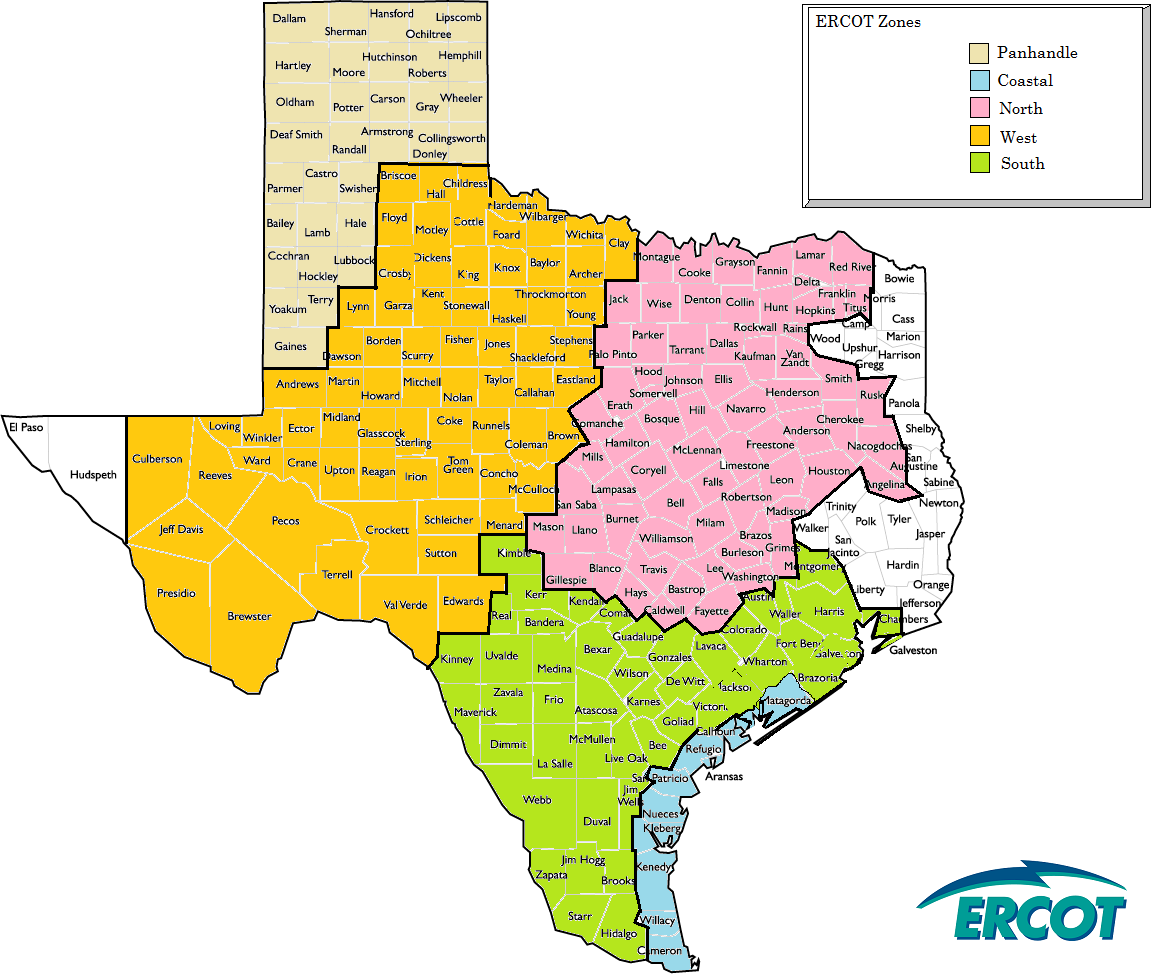 ERCOT Zones
Panhandle
Coastal
North
West
South
Dallam
Sherman
Hansford
Ochiltree
Lipscomb
Hartley
Moore
Hutchinson
Roberts
Hemphill
Oldham
Potter
Carson
Gray
Wheeler
Deaf Smith
Randall
Armstrong
Donley
Collingsworth
Parmer
Castro
Swisher
Briscoe
Hall
Childress
Hardeman
Bailey
Lamb
Hale
Floyd
Motley
Cottle
Foard
Wilbarger
Wichita
Clay
Montague
Cooke
Grayson
Fannin
Lamar
Red River
Delta
Bowie
Cochran
Hockley
Lubbock
Crosby
Dickens
King
Knox
Baylor
Archer
Yoakum
Terry
Lynn
Garza
Kent
Stonewall
Haskell
Throckmorton
Young
Jack
Wise
Denton
Collin
Hunt
Hopkins
Franklin
Titus
Morris
Cass
Camp
Marion
Gaines
Dawson
Borden
Scurry
Fisher
Jones
Shackleford
Stephens
Palo Pinto
Parker
Tarrant
Dallas
Rockwall
Rains
Kaufman
Van
Zandt
Wood
Upshur
Gregg
Harrison
Andrews
Martin
Howard
Mitchell
Nolan
Taylor
Callahan
Eastland
Hood
Somervell
Johnson
Ellis
Henderson
Smith
Rusk
Panola
El Paso
Hudspeth
Culberson
Reeves
Loving
Winkler
Ward
Ector
Crane
Midland
Upton
Glasscock
Reagan
Sterling
Irion
Coke
Tom
Green
Runnels
Concho
Coleman
McCulloch
Brown
Comanche
Erath
Bosque
Hill
Navarro
Anderson
Cherokee
Nacogdoches
Shelby
San
Augustine
Sabine
Angelina
Mills
Hamilton
Coryell
McLennan
Limestone
Freestone
Falls
Leon
Houston
Robertson
Madison
Trinity
Polk
Tyler
Newton
Jasper
Jeff Davis
Pecos
Crockett
Schleicher
Menard
Sutton
San Saba
Lampasas
Burnet
Bell
Milam
Brazos
Walker
San
Jacinto
Hardin
Mason
Llano
Williamson
Burleson
Grimes
Montgomery
Liberty
Orange
Jefferson
Presidio
Brewster
Terrell
Val Verde
Edwards
Kimble
Gillespie
Blanco
Travis
Lee
Washington
Hays
Bastrop
Caldwell
Fayette
Austin
Waller
Harris
Chambers
Galveston
Real
Kerr
Bandera
Kendall
Comal
Guadalupe
Gonzales
Lavaca
Colorado
Fort Bend
Galveston
Wharton
Brazoria
Kinney
Uvalde
Medina
Bexar
Wilson
De Witt
Jackson
Matagorda
Maverick
Zavala
Frio
Atascosa
Karnes
Goliad
Victoria
Calhoun
Dimmit
La Salle
McMullen
Live Oak
Bee
Refugio
Aransas
San Patricio
Webb
Duval
Jim
Wells
Nueces
Kleberg
Zapata
Jim Hogg
Brooks
Kenedy
Starr
Hidalgo
Willacy
Cameron
ERCOT